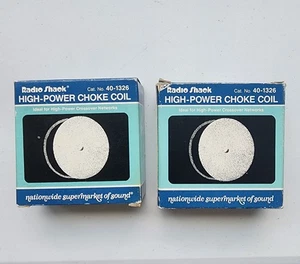 Radio Shack
Cat. No. 40-1326
HIGH-POWER CHOKE COIL
Ideal for High-Power Crossover Networks
nationwide supermarket of sound®
Radio Shack
Cat. No. 40-1326
HIGH-POWER CHOKE COIL
Ideal for High-Power Crossover Networks
nationwide supermarket of sound